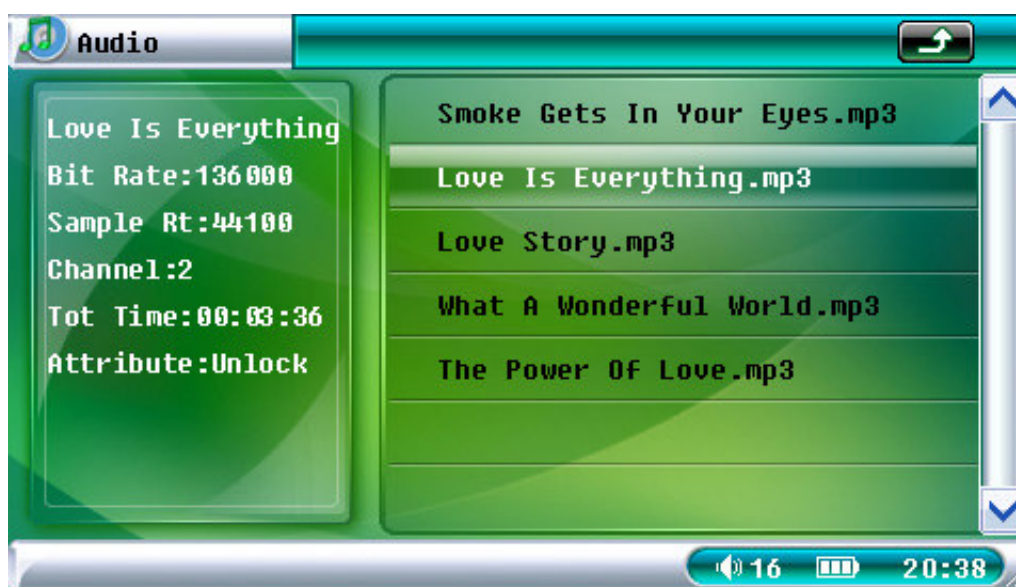 Audio
Love Is Everything
Bit Rate:136000
Sample Rt:44100
Channel:2
Tot Time:00:03:36
Attribute:Unlock
Smoke Gets In Your Eyes.mp3
Love Is Everything.mp3
Love Story.mp3
What A Wonderful World.mp3
The Power Of Love.mp3
16
20:38